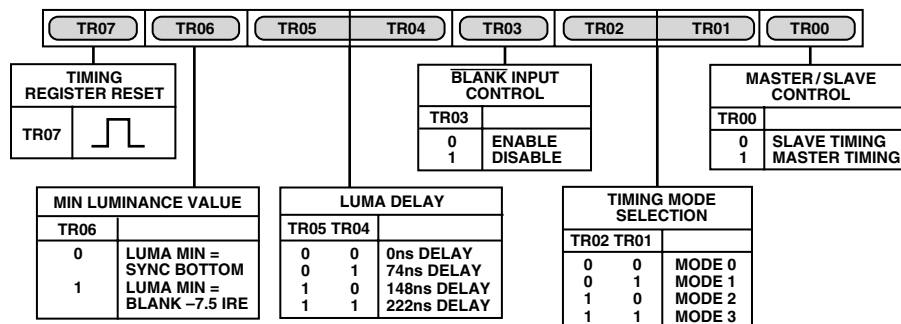 TR07 TR06 TR05 TR04 TR03 TR02 TR01 TR00
TIMING
REGISTER RESET
TR07
BLANK INPUT
CONTROL
TR03
0 ENABLE
1 DISABLE
MASTER/SLAVE
CONTROL
TR00
0 SLAVE TIMING
1 MASTER TIMING
MIN LUMINANCE VALUE
TR06
0 LUMA MIN =
SYNC BOTTOM
1 LUMA MIN =
BLANK –7.5 IRE
LUMA DELAY
TR05 TR04
0 0 0ns DELAY
0 1 74ns DELAY
1 0 148ns DELAY
1 1 222ns DELAY
TIMING MODE
SELECTION
TR02 TR01
0 0 MODE 0
0 1 MODE 1
1 0 MODE 2
1 1 MODE 3